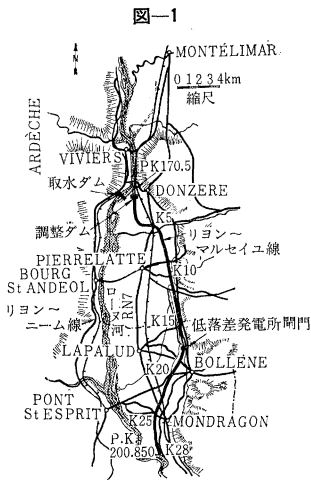 図―1
N
MONTÉLIMAR
0 1 2 3 4km
縮尺
ARDÈCHE
VIVIERS
PK170.5
取水ダム
DONZERE
K5
調整ダム
リヨン～
マルセイユ線
PIERRELATTE
K10
BOURG
St ANDEOL
ローヌ河
RN7
リヨン～
ニーム線
K15
低落差発電所閘門
LAPALUD
K20
BOLLENE
PONT
St ESPRIT
K25
MONDRAGON
P.K.
200.850
K28